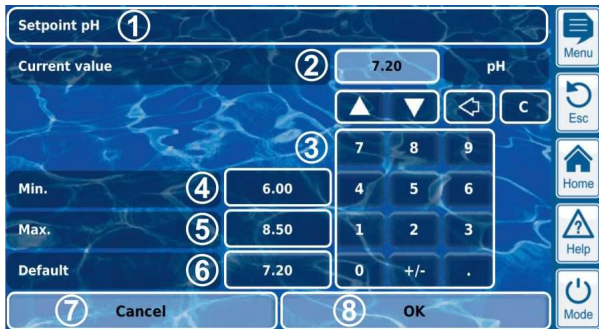 Setpoint pH ①
Menu
Current value ② 7.20 pH
C
Esc
③ 7 8 9
Home
Min. ④ 6.00 4 5 6
Max. ⑤ 8.50 1 2 3
Help
Default ⑥ 7.20 0 +/- .
⑦ Cancel ⑧ OK
Mode